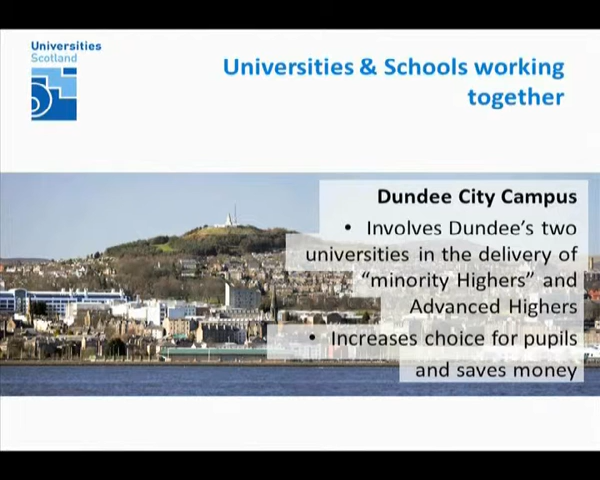 Universities
Scotland
Universities & Schools working
together
Dundee City Campus
• Involves Dundee’s two
universities in the delivery of
“minority Highers” and
Advanced Highers
• Increases choice for pupils
and saves money